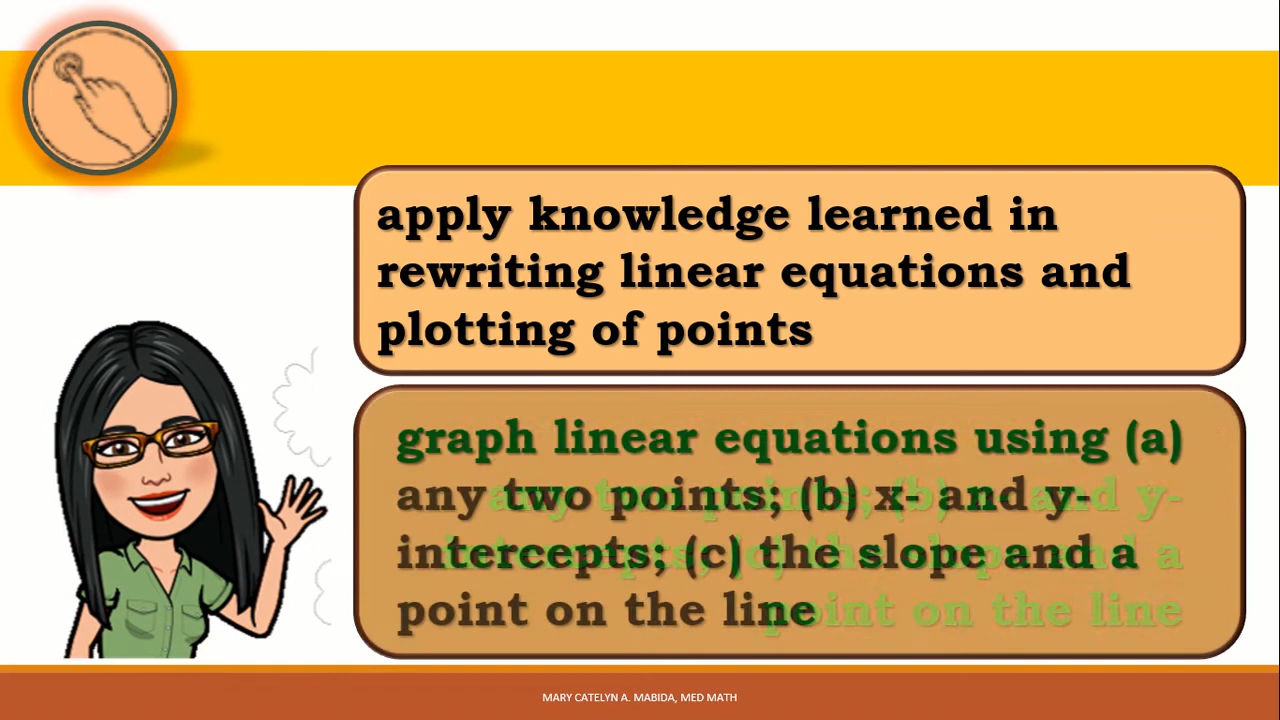 apply knowledge learned in
rewriting linear equations and
plotting of points
graph linear equations using (a)
any two points; (b) x- and y-
intercepts; (c) the slope and a
point on the line
MARY CATELYN A. MABIDA, MED MATH